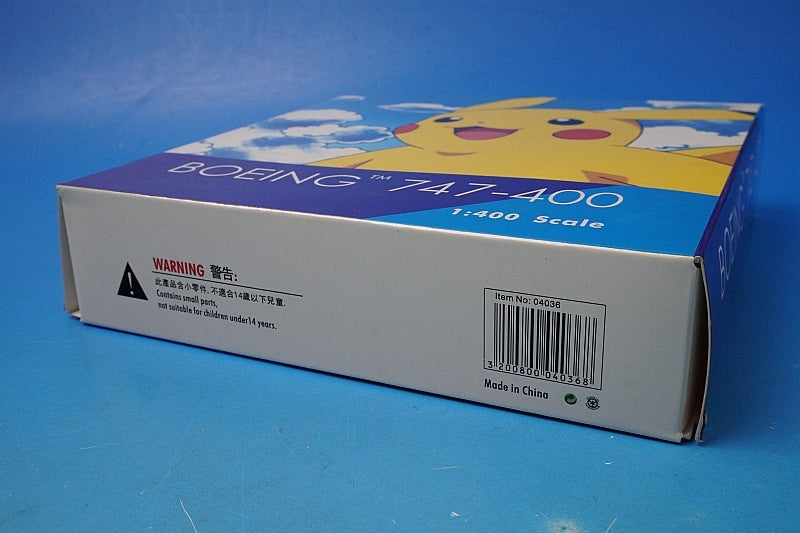 BOEING™ 747-400
1:400 Scale
BOEING
WARNING 警告:
此產品含小零件, 不適合14歲以下兒童.
Contains small parts,
not suitable for children under14 years.
Item No: 04036
3 200800 040368
Made in China